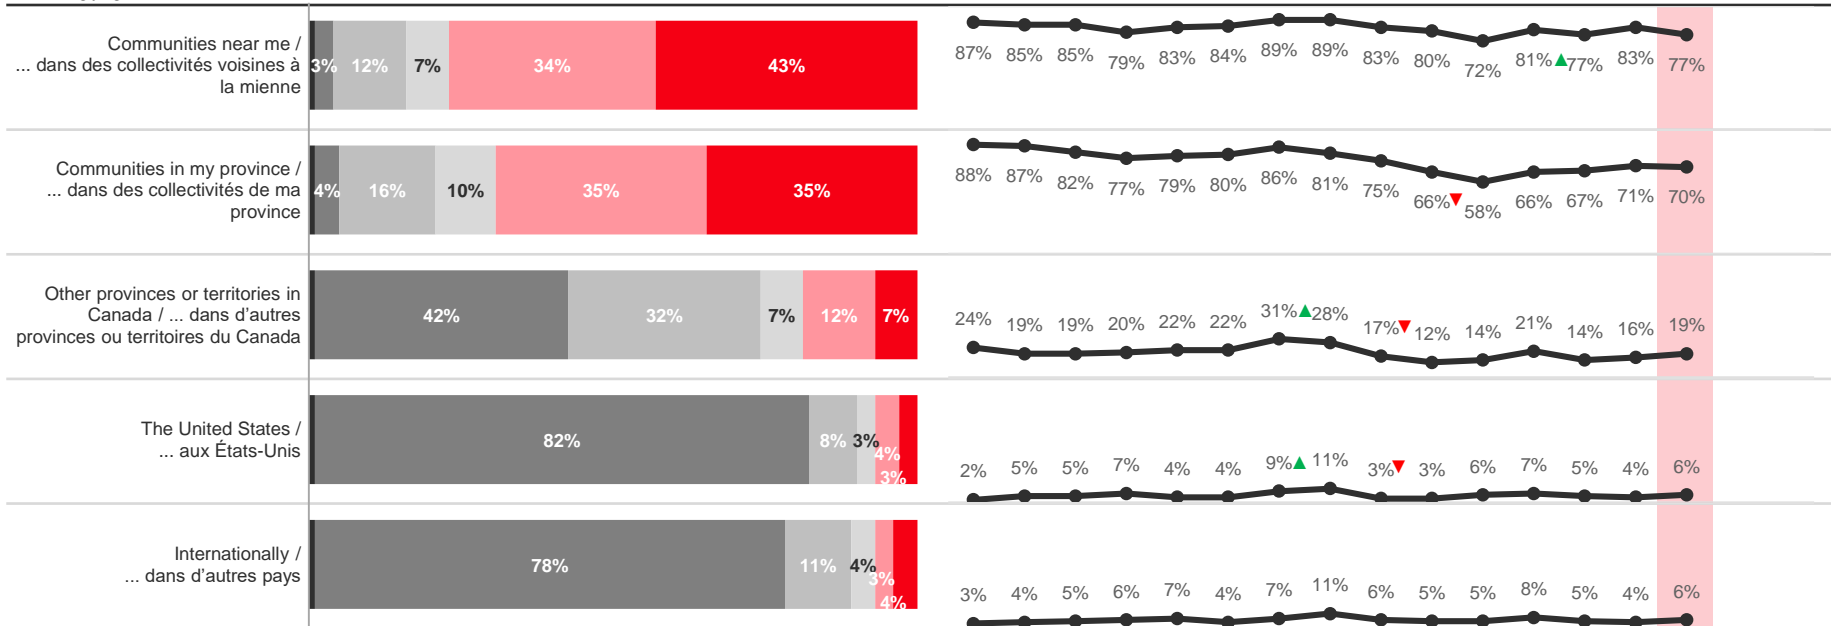 Communities near me /
... dans des collectivités voisines à
la mienne
3% 12% 7% 34% 43%
87% 85% 85% 79% 83% 84% 89% 89% 83% 80% 72% 81% 77% 83% 77%
Communities in my province /
... dans des collectivités de ma
province
4% 16% 10% 35% 35%
88% 87% 82% 77% 79% 80% 86% 81% 75% 66% 58% 66% 67% 71% 70%
Other provinces or territories in
Canada / ... dans d'autres
provinces ou territoires du Canada
42% 32% 7% 12% 7%
24% 19% 19% 20% 22% 22% 31% 28% 17% 12% 14% 21% 14% 16% 19%
The United States /
... aux États-Unis
82% 8% 3% 4% 3%
2% 5% 5% 7% 4% 4% 9% 11% 3% 3% 6% 7% 5% 4% 6%
Internationally /
... dans d'autres pays
78% 11% 4% 3% 4%
3% 4% 5% 6% 7% 4% 7% 11% 6% 5% 5% 8% 5% 4% 6%